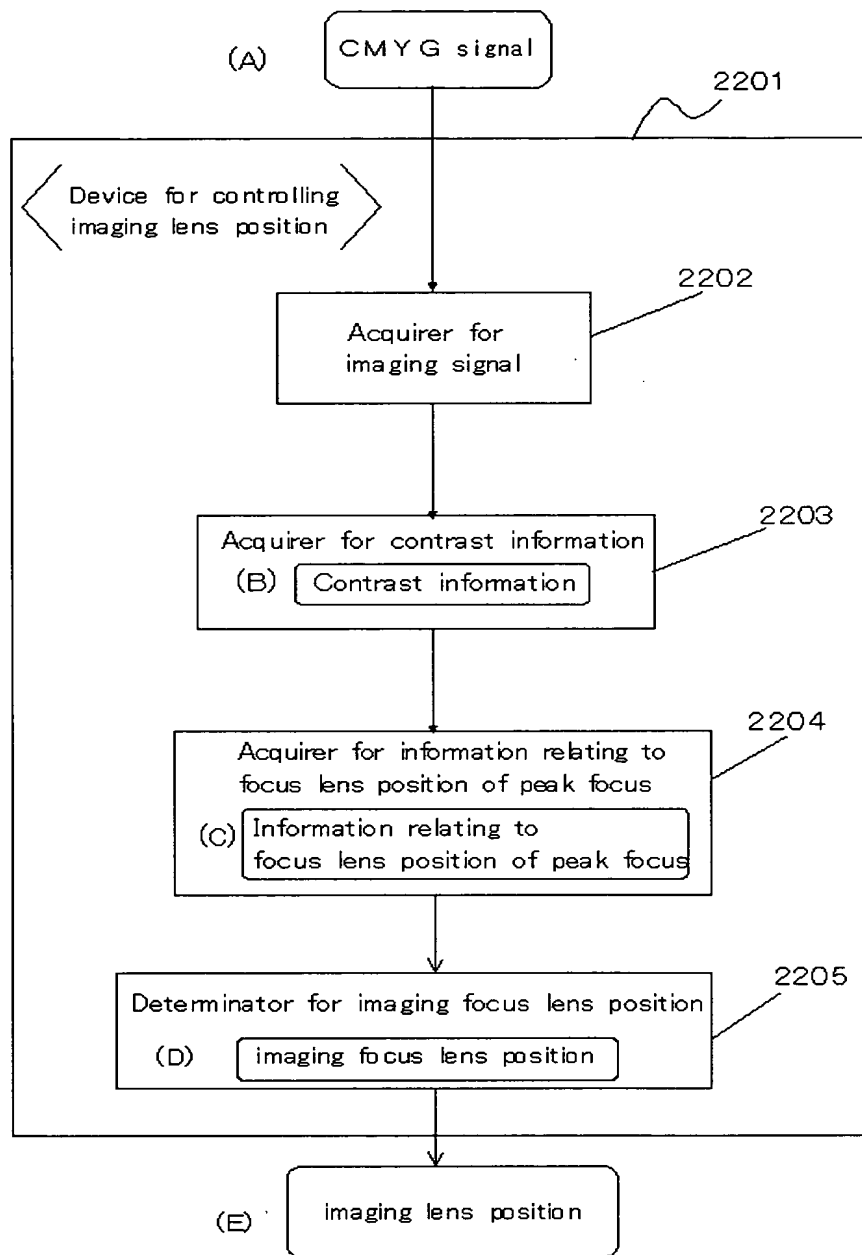 (A)
CMYG signal
2201
Device for controlling
imaging lens position
2202
Acquirer for
imaging signal
2203
Acquirer for contrast information
(B)
Contrast information
2204
Acquirer for information relating to
focus lens position of peak focus
(C)
Information relating to
focus lens position of peak focus
2205
Determinator for imaging focus lens position
(D)
imaging focus lens position
(E)
imaging lens position